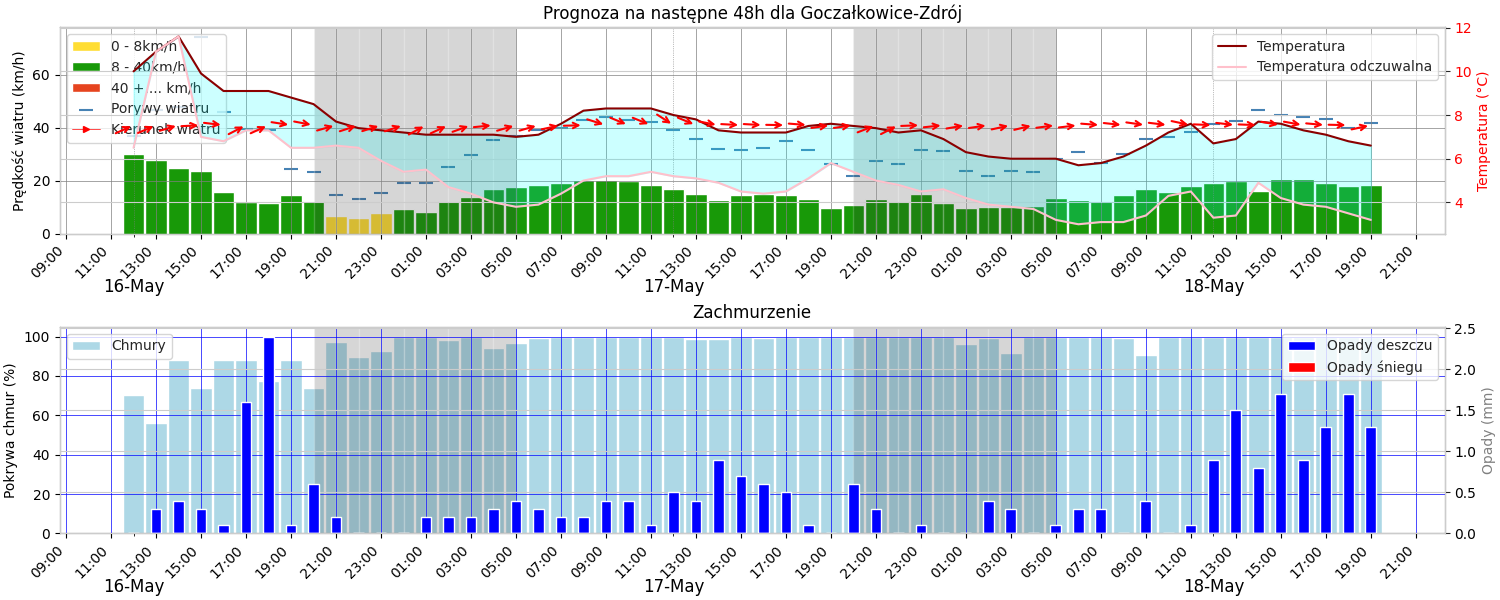 Prognoza na następne 48h dla Goczałkowice-Zdrój
Prędkość wiatru (km/h)
60
40
20
0
0 - 8km/h
8 - 40km/h
40 + ... km/h
Porywy wiatru
Kierunek wiatru
Temperatura
Temperatura odczuwalna
12
10
8
6
4
Temperatura (°C)
09:00 11:00 13:00 15:00 17:00 19:00 21:00 23:00 01:00 03:00 05:00 07:00 09:00 11:00 13:00 15:00 17:00 19:00 21:00 23:00 01:00 03:00 05:00 07:00 09:00 11:00 13:00 15:00 17:00 19:00 21:00
16-May 17-May 18-May
Zachmurzenie
Pokrywa chmur (%)
100
80
60
40
20
0
Chmury
Opady deszczu
Opady śniegu
2.5
2.0
1.5
1.0
0.5
0.0
Opady (mm)
09:00 11:00 13:00 15:00 17:00 19:00 21:00 23:00 01:00 03:00 05:00 07:00 09:00 11:00 13:00 15:00 17:00 19:00 21:00 23:00 01:00 03:00 05:00 07:00 09:00 11:00 13:00 15:00 17:00 19:00 21:00
16-May 17-May 18-May